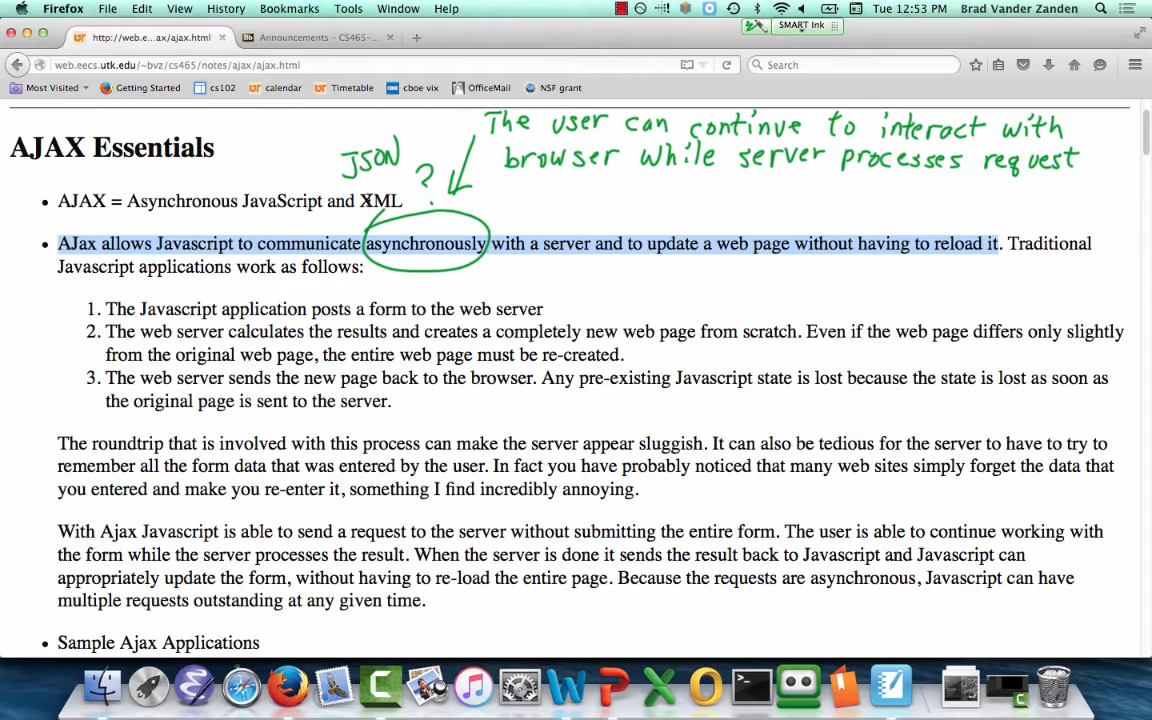 Firefox File Edit View History Bookmarks Tools Window Help Tue 12:53 PM Brad Vander Zanden
http://web.e...ax/ajax.html Announcements - CS465-... SMART Ink
web.eecs.utk.edu/~bvz/cs465/notes/ajax/ajax.html Search
Most Visited Getting Started cs102 calendar Timetable cboe vix OfficeMail NSF grant
The user can continue to interact with
browser while server processes request
AJAX Essentials
JSON
?
AJAX = Asynchronous JavaScript and XML
AJax allows Javascript to communicate asynchronously with a server and to update a web page without having to reload it. Traditional
Javascript applications work as follows:
1. The Javascript application posts a form to the web server
2. The web server calculates the results and creates a completely new web page from scratch. Even if the web page differs only slightly
from the original web page, the entire web page must be re-created.
3. The web server sends the new page back to the browser. Any pre-existing Javascript state is lost because the state is lost as soon as
the original page is sent to the server.
The roundtrip that is involved with this process can make the server appear sluggish. It can also be tedious for the server to have to try to
remember all the form data that was entered by the user. In fact you have probably noticed that many web sites simply forget the data that
you entered and make you re-enter it, something I find incredibly annoying.
With Ajax Javascript is able to send a request to the server without submitting the entire form. The user is able to continue working with
the form while the server processes the result. When the server is done it sends the result back to Javascript and Javascript can
appropriately update the form, without having to re-load the entire page. Because the requests are asynchronous, Javascript can have
multiple requests outstanding at any given time.
Sample Ajax Applications